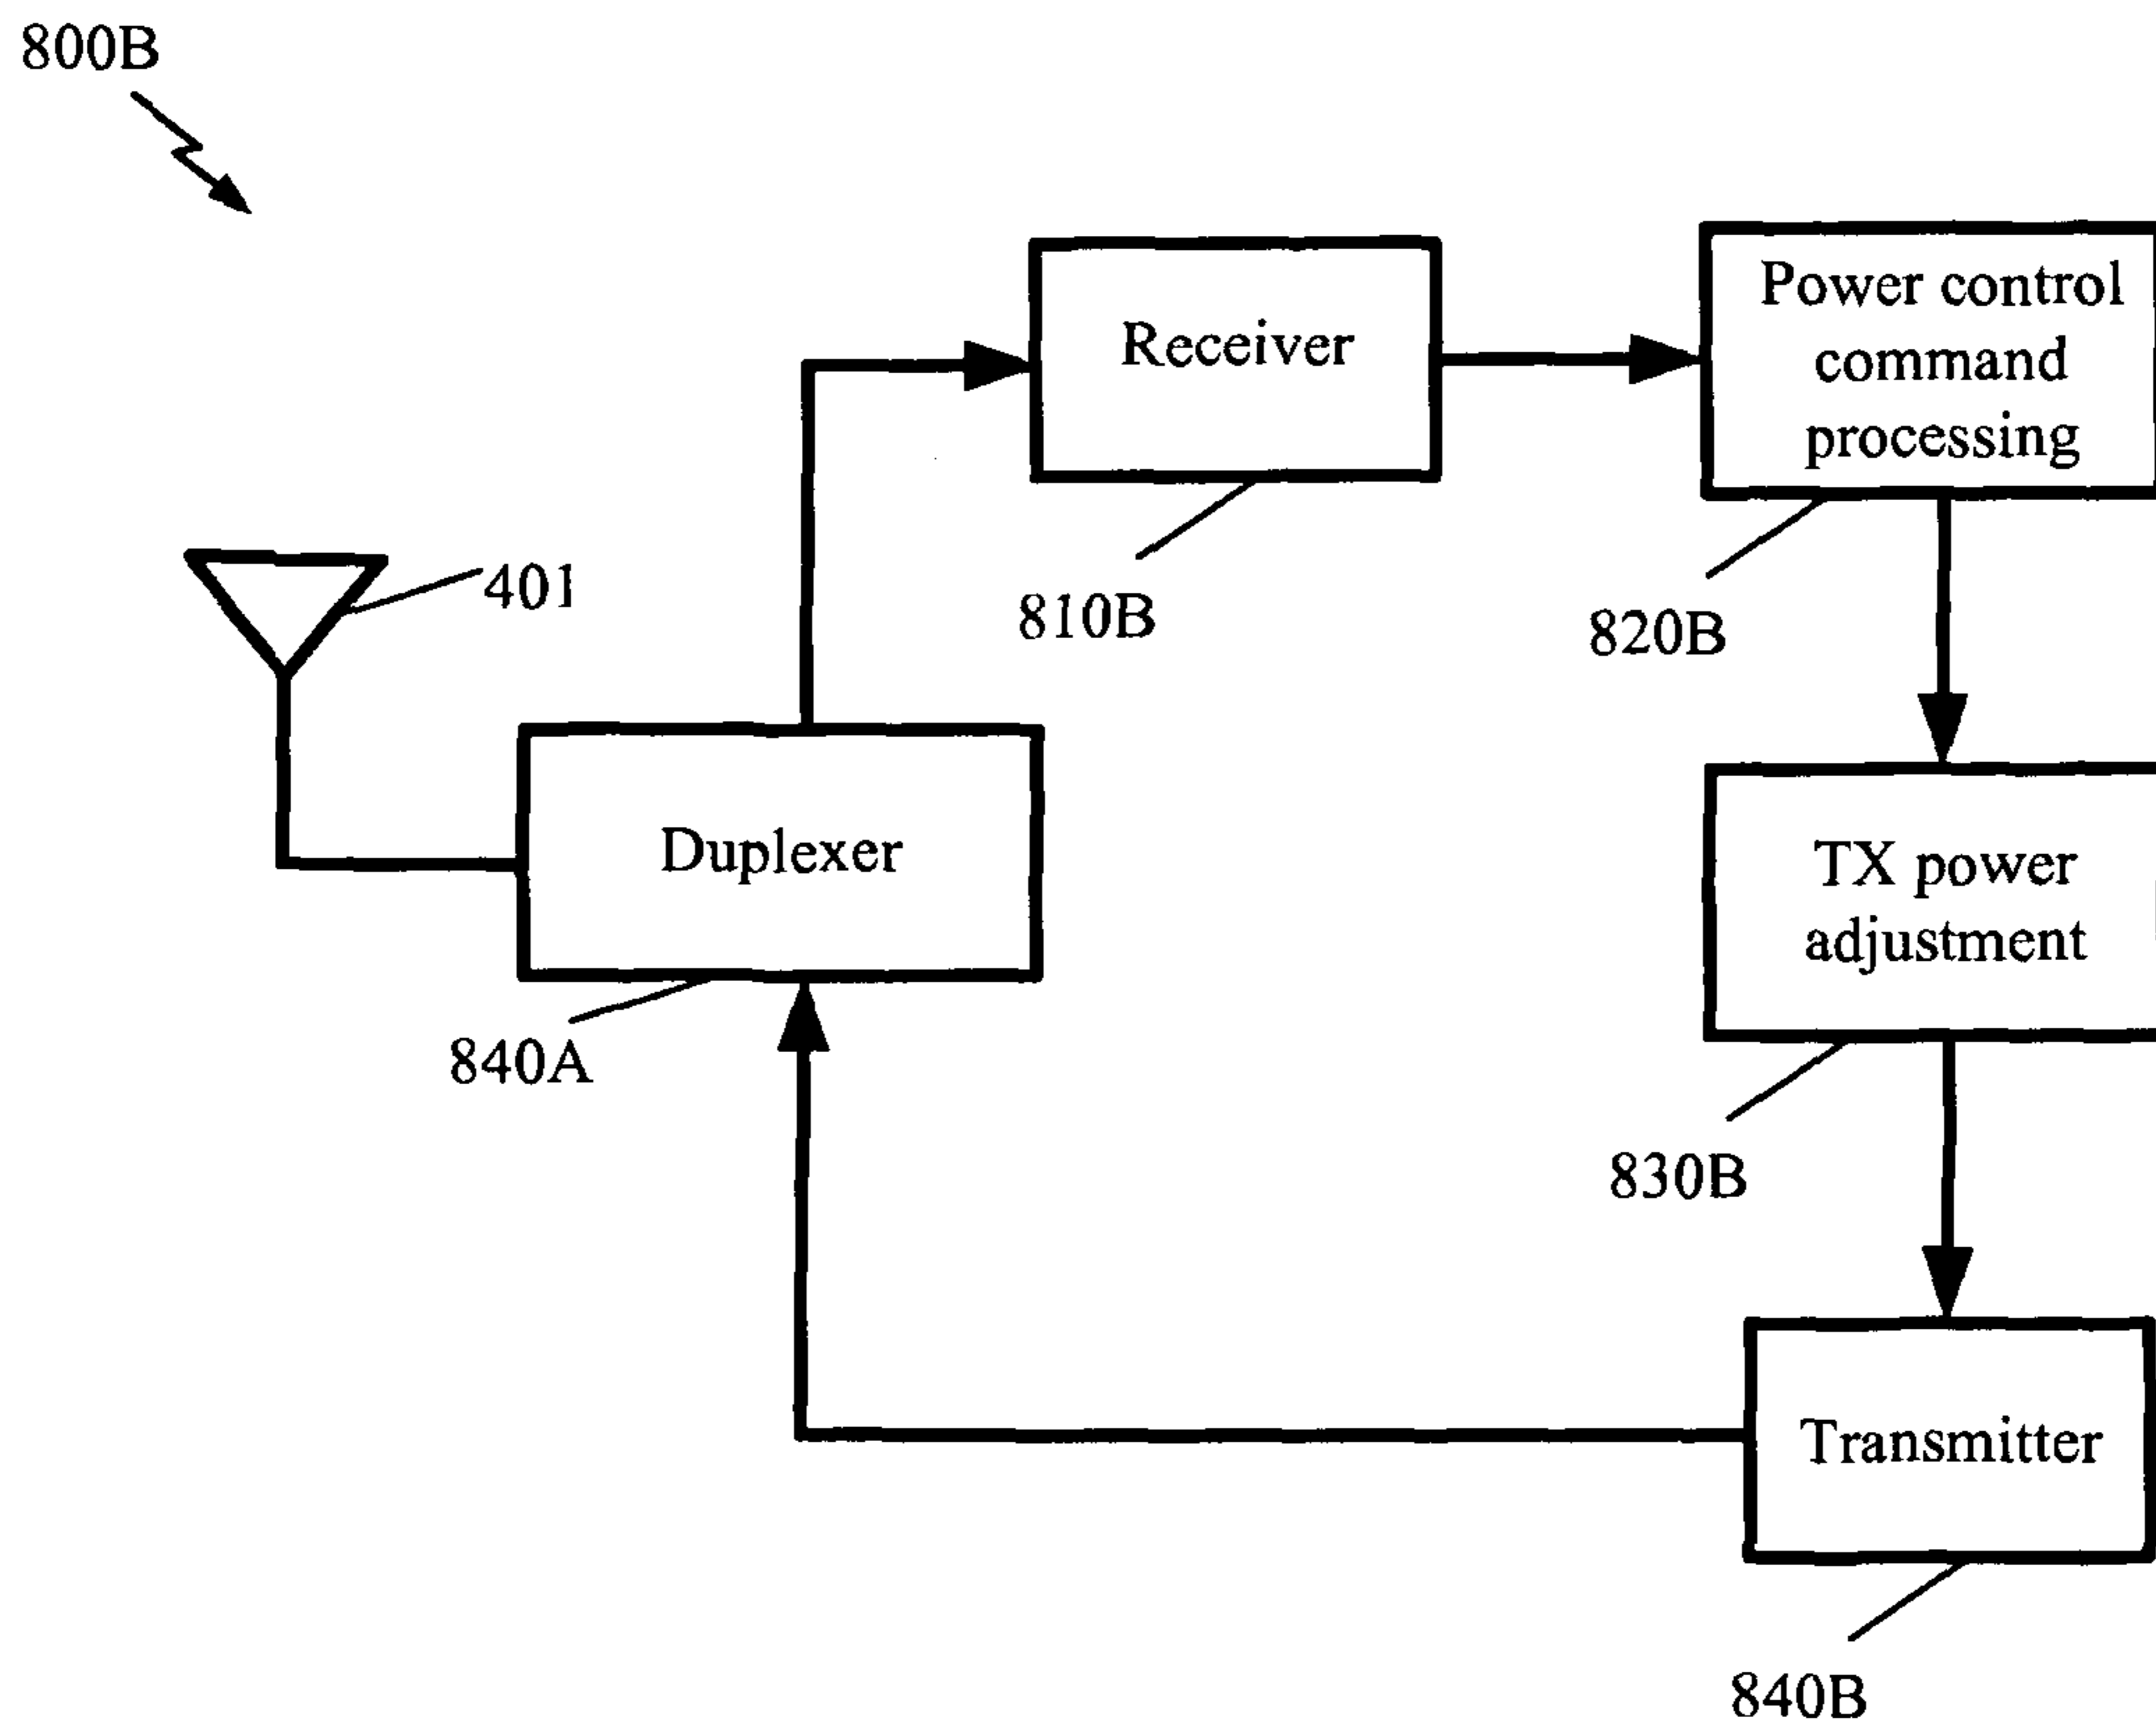 800B
Receiver
Power control
command
processing
401
810B
820B
Duplexer
TX power
adjustment
840A
830B
Transmitter
840B